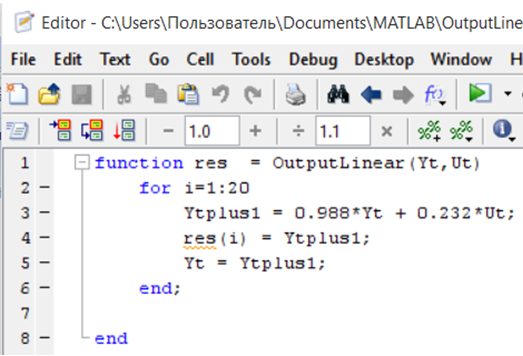 Editor - C:\Users\Пользователь\Documents\MATLAB\OutputLine
File Edit Text Go Cell Tools Debug Desktop Window H
1.0 1.1
1 function res = OutputLinear(Yt,Ut)
2 for i=1:20
3 Ytplus1 = 0.988*Yt + 0.232*Ut;
4 res(i) = Ytplus1;
5 Yt = Ytplus1;
6 end;
7
8 end